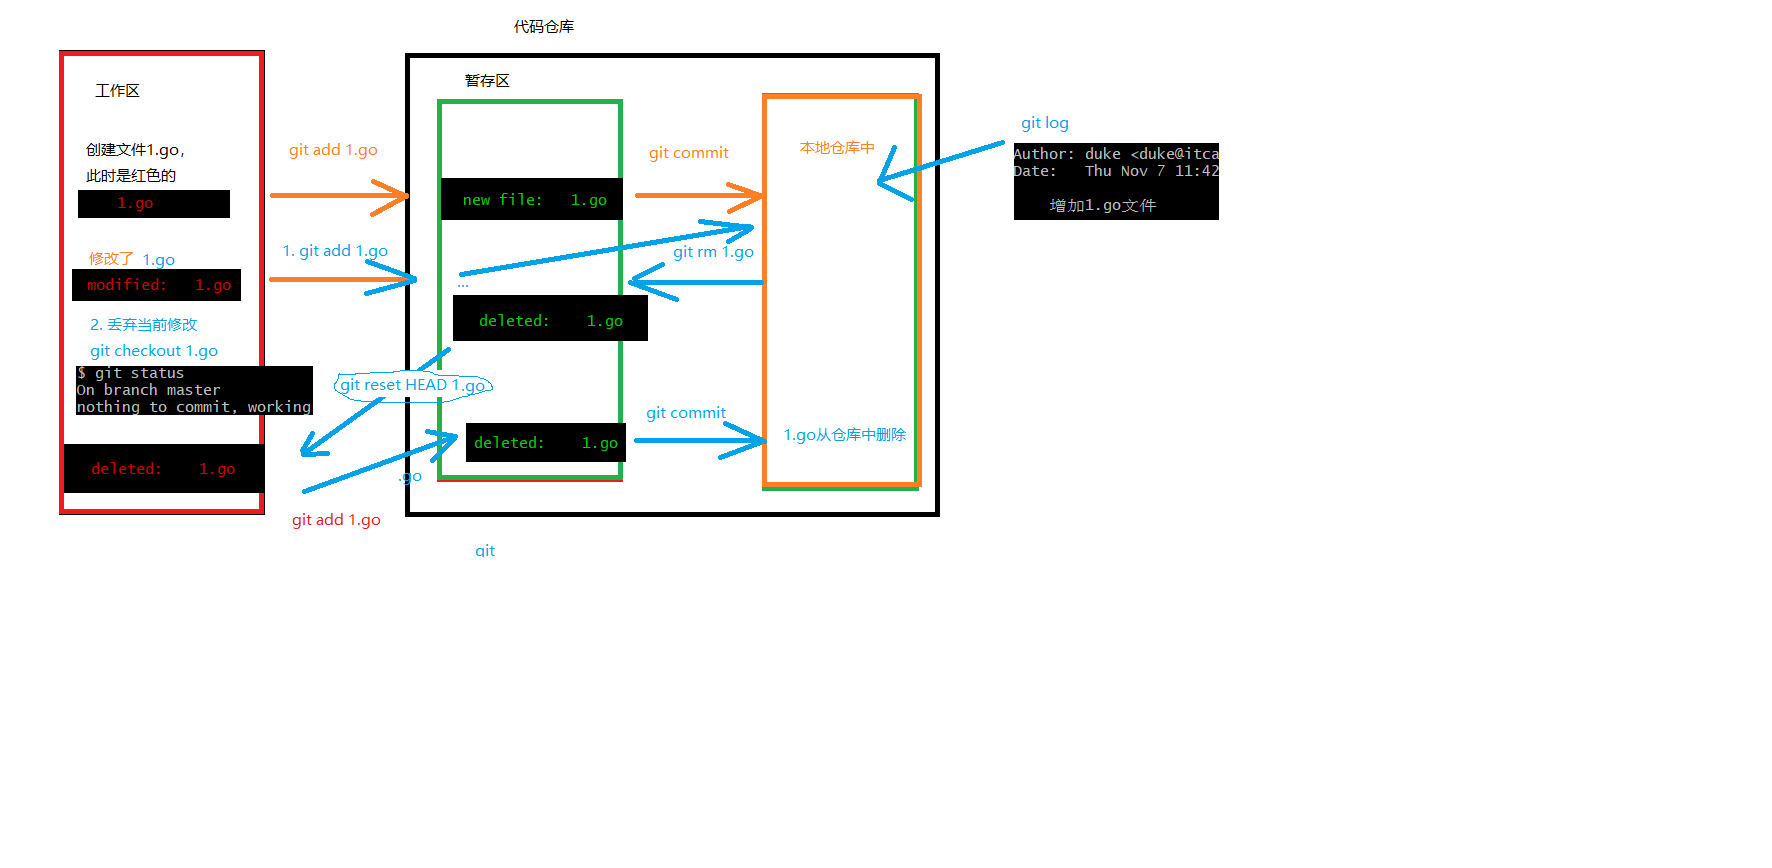 代码仓库
工作区
暂存区
创建文件1.go,
此时是红色的
1.go
git add 1.go
new file:   1.go
git commit
本地仓库中
git log
Author: duke <duke@itca
Date:   Thu Nov 7 11:42
增加1.go文件
修改了 1.go
modified:   1.go
1. git add 1.go
...
git rm 1.go
deleted:    1.go
2. 丢弃当前修改
git checkout 1.go
$ git status
On branch master
nothing to commit, working
git reset HEAD 1.go
deleted:    1.go
.go
git add 1.go
deleted:    1.go
git commit
1.go从仓库中删除
git